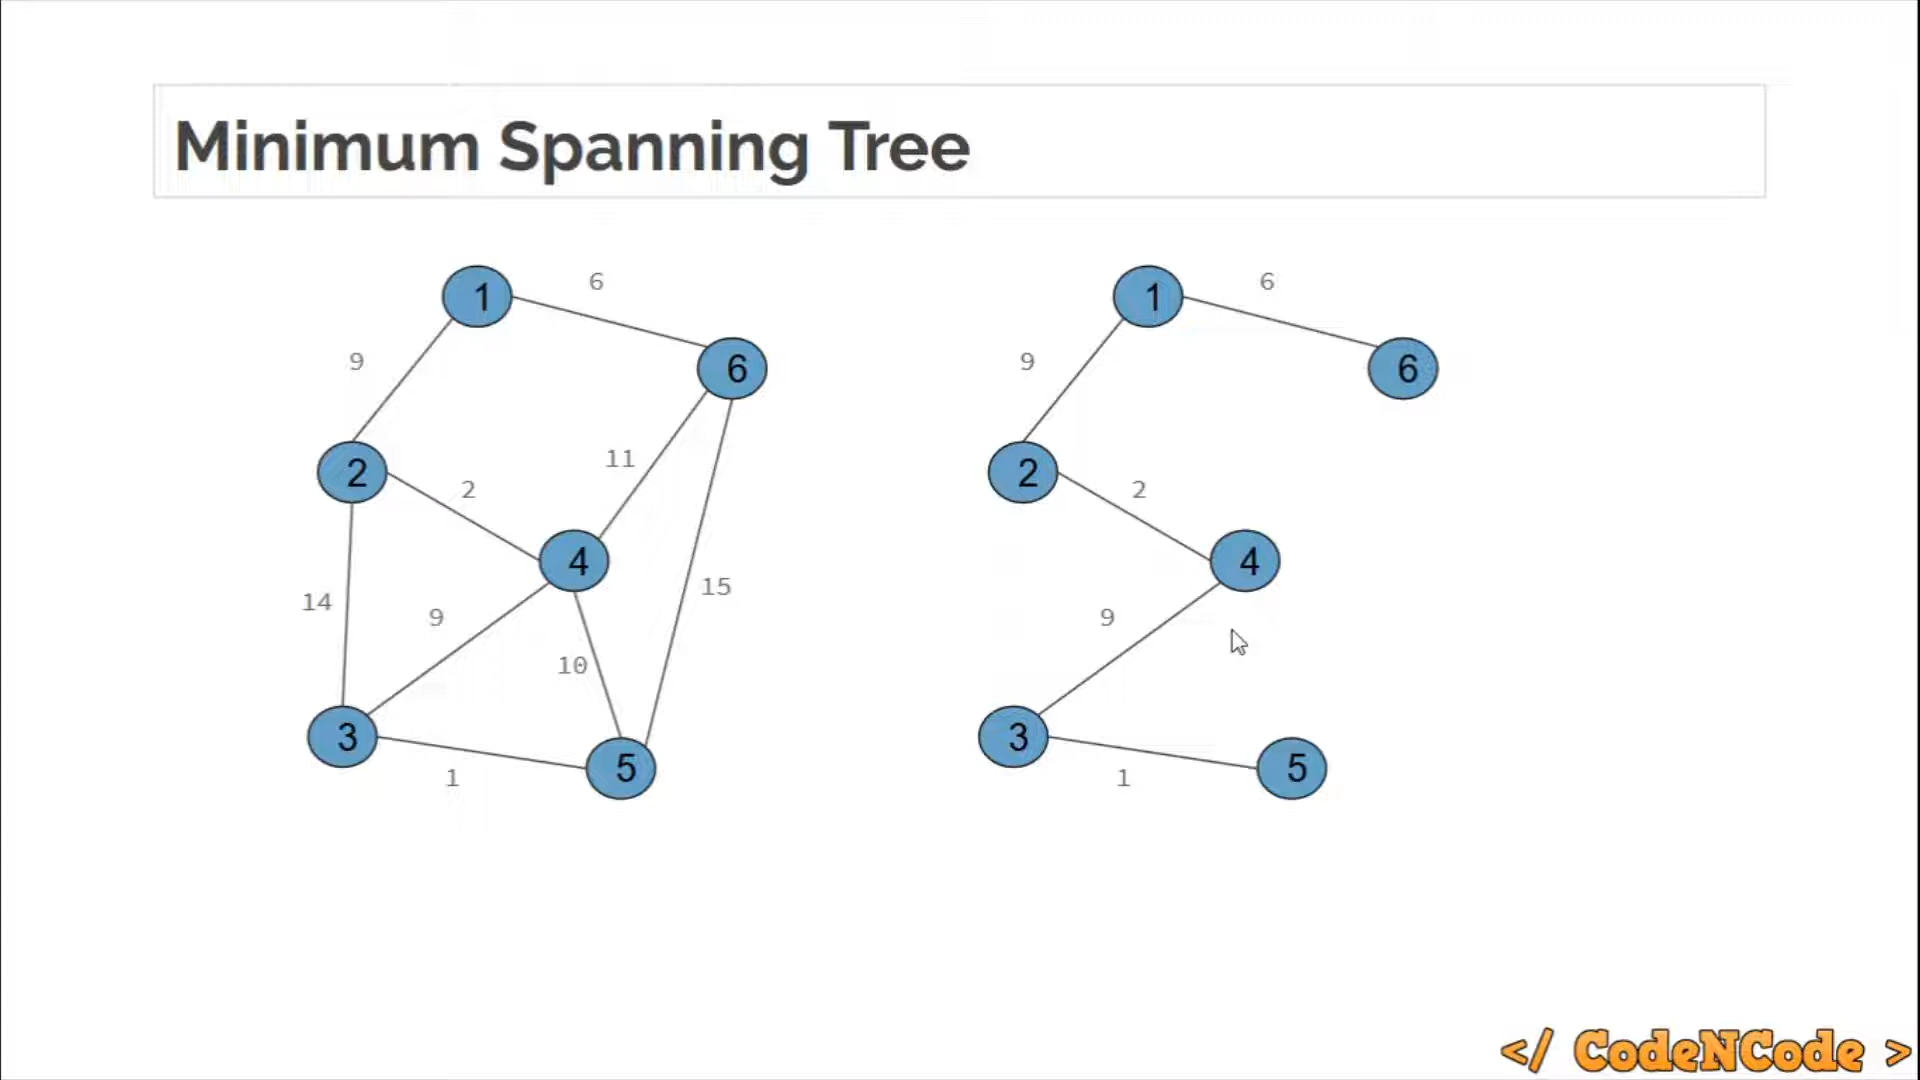 Minimum Spanning Tree
1 6 1 6
9 6 9 6
2 11 2
2 2
4 4
14 9 15 9
10
3 3
5 5
1 1
</ CodeNCode >